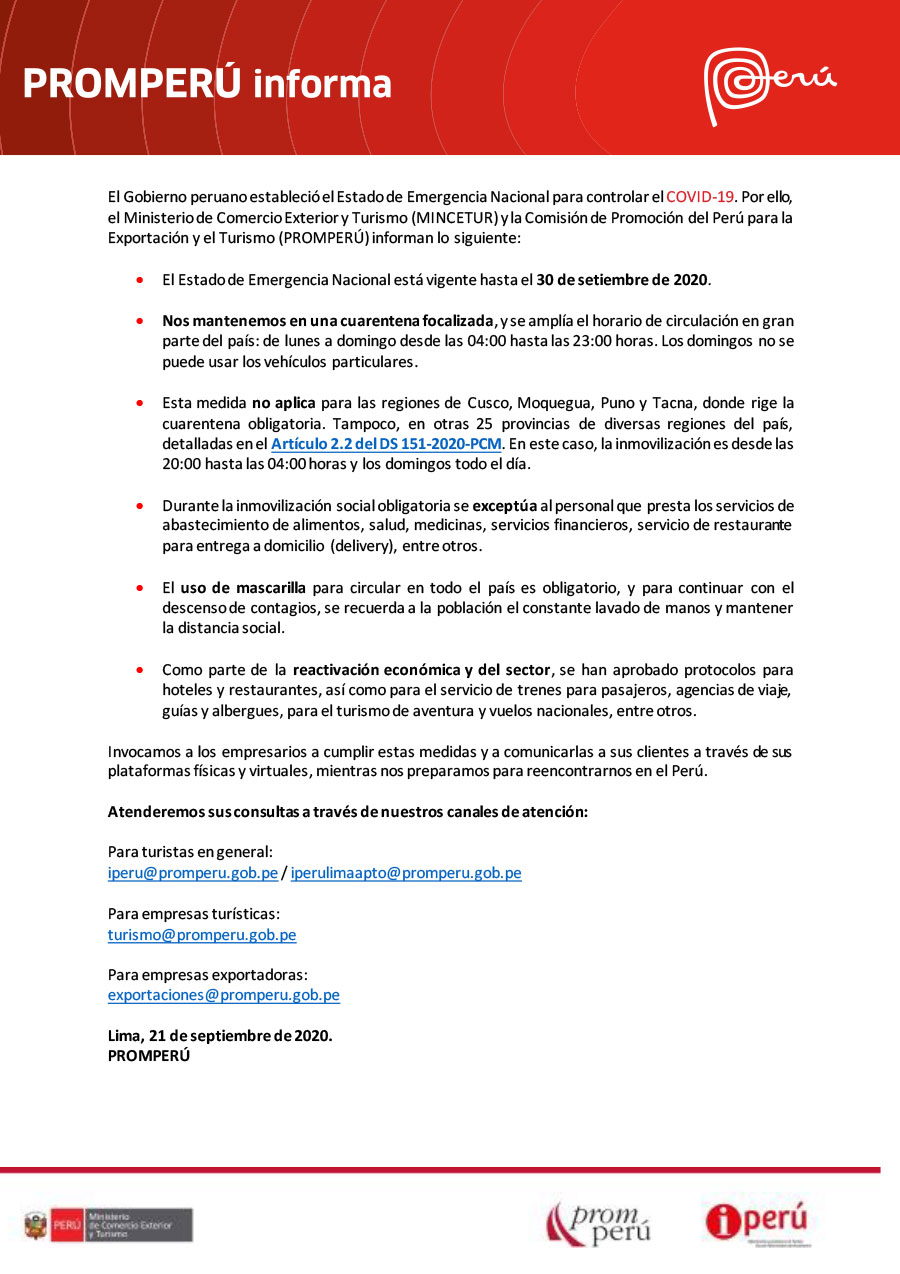 PROMPERÚ informa
Perú
El Gobierno peruano estableció el Estado de Emergencia Nacional para controlar el COVID-19. Por ello,
el Ministerio de Comercio Exterior y Turismo (MINCETUR) y la Comisión de Promoción del Perú para la
Exportación y el Turismo (PROMPERÚ) informan lo siguiente:
• El Estado de Emergencia Nacional está vigente hasta el 30 de setiembre de 2020.
• Nos mantenemos en una cuarentena focalizada, y se amplía el horario de circulación en gran
parte del país: de lunes a domingo desde las 04:00 hasta las 23:00 horas. Los domingos no se
puede usar los vehículos particulares.
• Esta medida no aplica para las regiones de Cusco, Moquegua, Puno y Tacna, donde rige la
cuarentena obligatoria. Tampoco, en otras 25 provincias de diversas regiones del país,
detalladas en el Artículo 2.2 del DS 151-2020-PCM. En este caso, la inmovilización es desde las
20:00 hasta las 04:00 horas y los domingos todo el día.
• Durante la inmovilización social obligatoria se exceptúa al personal que presta los servicios de
abastecimiento de alimentos, salud, medicinas, servicios financieros, servicio de restaurante
para entrega a domicilio (delivery), entre otros.
• El uso de mascarilla para circular en todo el país es obligatorio, y para continuar con el
descenso de contagios, se recuerda a la población el constante lavado de manos y mantener
la distancia social.
• Como parte de la reactivación económica y del sector, se han aprobado protocolos para
hoteles y restaurantes, así como para el servicio de trenes para pasajeros, agencias de viaje,
guías y albergues, para el turismo de aventura y vuelos nacionales, entre otros.
Invocamos a los empresarios a cumplir estas medidas y a comunicarlas a sus clientes a través de sus
plataformas físicas y virtuales, mientras nos preparamos para reencontrarnos en el Perú.
Atenderemos sus consultas a través de nuestros canales de atención:
Para turistas en general:
iperu@promperu.gob.pe / iperulimaapto@promperu.gob.pe
Para empresas turísticas:
turismo@promperu.gob.pe
Para empresas exportadoras:
exportaciones@promperu.gob.pe
Lima, 21 de septiembre de 2020.
PROMPERÚ
PERÚ
Ministerio
de Comercio Exterior
y Turismo
prom
perú
iperú